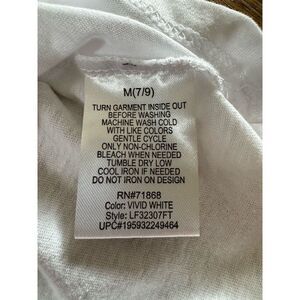 M(7/9)
TURN GARMENT INSIDE OUT
BEFORE WASHING
MACHINE WASH COLD
WITH LIKE COLORS
GENTLE CYCLE
ONLY NON-CHLORINE
BLEACH WHEN NEEDED
TUMBLE DRY LOW
COOL IRON IF NEEDED
DO NOT IRON ON DESIGN
RN#71868
Color: VIVID WHITE
Style: LF32307FT
UPC#195932249464